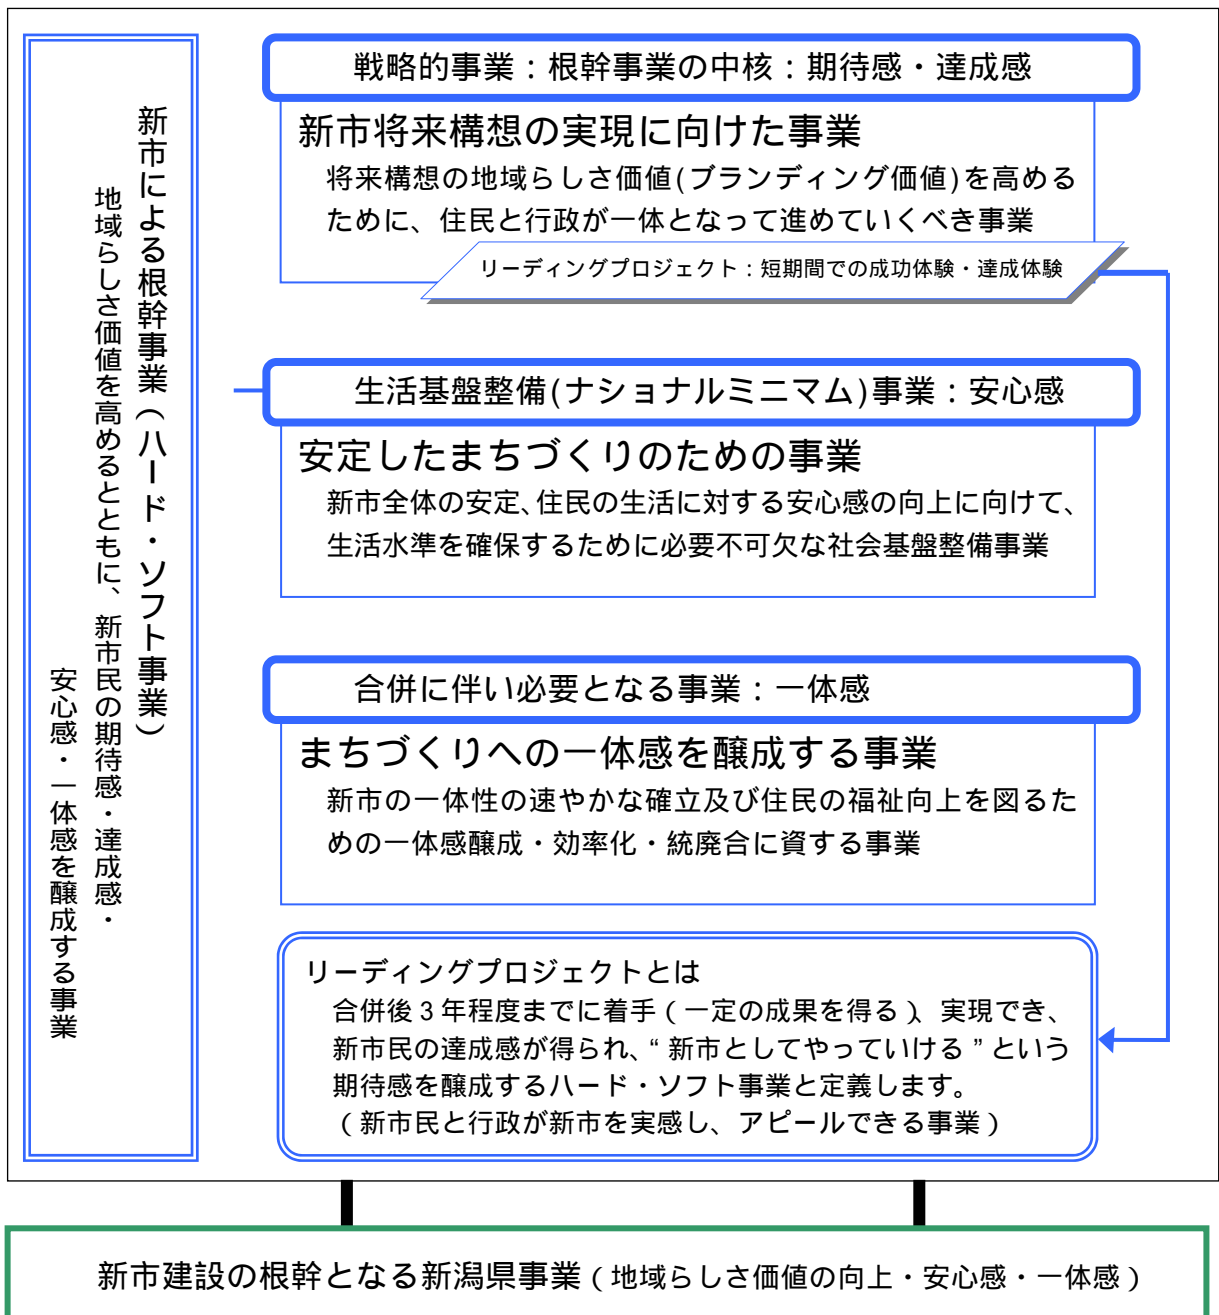 新市による根幹事業（ハード・ソフト事業）
地域らしさ価値を高めるとともに、新市民の期待感・達成感・
安心感・一体感を醸成する事業
戦略的事業：根幹事業の中核：期待感・達成感
新市将来構想の実現に向けた事業
将来構想の地域らしさ価値(ブランディング価値)を高める
ために、住民と行政が一体となって進めていくべき事業
リーディングプロジェクト：短期間での成功体験・達成体験
生活基盤整備(ナショナルミニマム)事業：安心感
安定したまちづくりのための事業
新市全体の安定、住民の生活に対する安心感の向上に向けて、
生活水準を確保するために必要不可欠な社会基盤整備事業
合併に伴い必要となる事業：一体感
まちづくりへの一体感を醸成する事業
新市の一体性の速やかな確立及び住民の福祉向上を図るた
めの一体感醸成・効率化・統廃合に資する事業
リーディングプロジェクトとは
合併後３年程度までに着手（一定の成果を得る）、実現でき、
新市民の達成感が得られ、“新市としてやっていける”という
期待感を醸成するハード・ソフト事業と定義します。
（新市民と行政が新市を実感し、アピールできる事業）
新市建設の根幹となる新潟県事業（地域らしさ価値の向上・安心感・一体感）